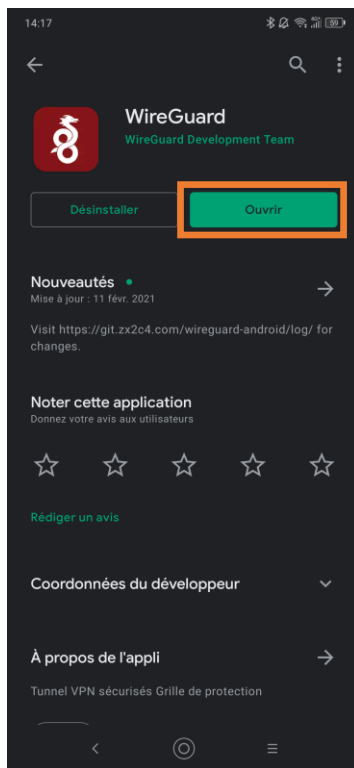 14:17
4G
59
WireGuard
WireGuard Development Team
Désinstaller
Ouvrir
Nouveautés
Mise à jour : 11 févr. 2021
Visit https://git.zx2c4.com/wireguard-android/log/ for
changes.
Noter cette application
Donnez votre avis aux utilisateurs
Rédiger un avis
Coordonnées du développeur
À propos de l'appli
Tunnel VPN sécurisés Grille de protection